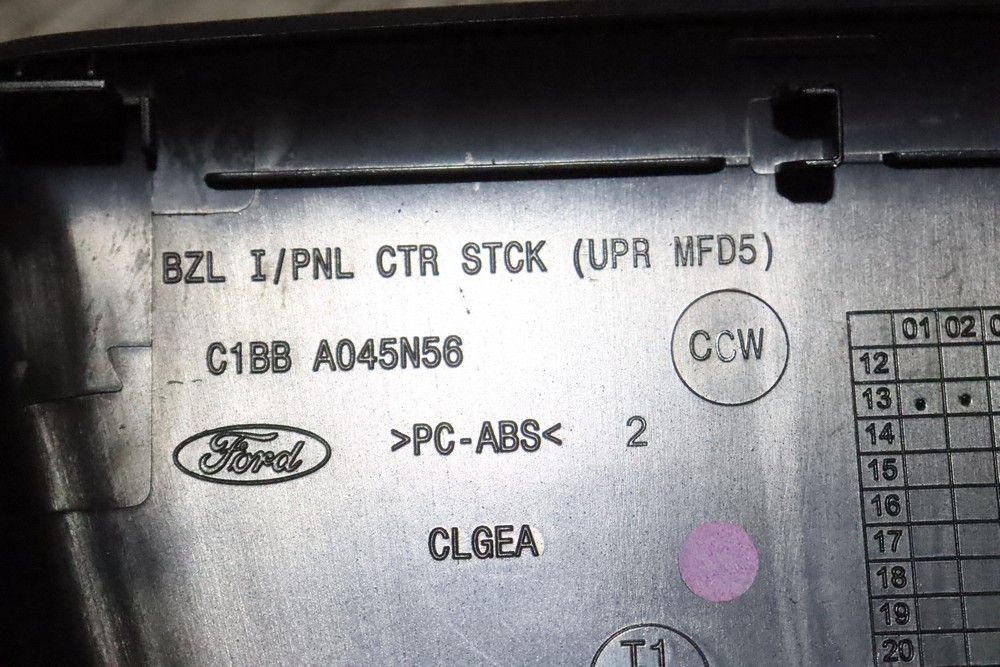 BZL I/PNL CTR STCK (UPR MFD5)
C1BB A045N56
CCW
Ford
>PC-ABS<
2
CLGEA
T1
01 02
12
13
14
15
16
17
18
19
20